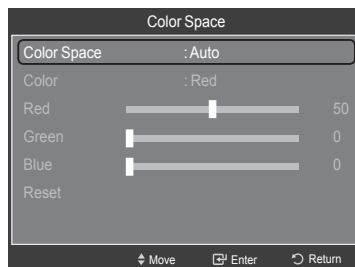 Color Space
Color Space : Auto
Color : Red
Red 50
Green 0
Blue 0
Reset
Move Enter Return